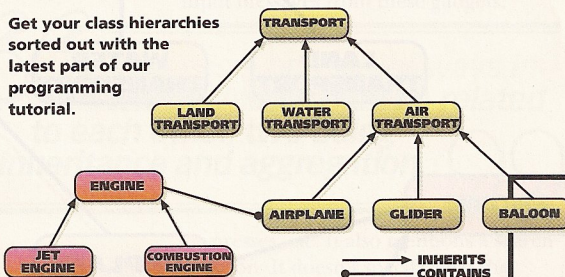 Get your class hierarchies
sorted out with the
latest part of our
programming
tutorial.
TRANSPORT
LAND
TRANSPORT
WATER
TRANSPORT
AIR
TRANSPORT
ENGINE
AIRPLANE
GLIDER
BALOON
JET
ENGINE
COMBUSTION
ENGINE
INHERITS
CONTAINS